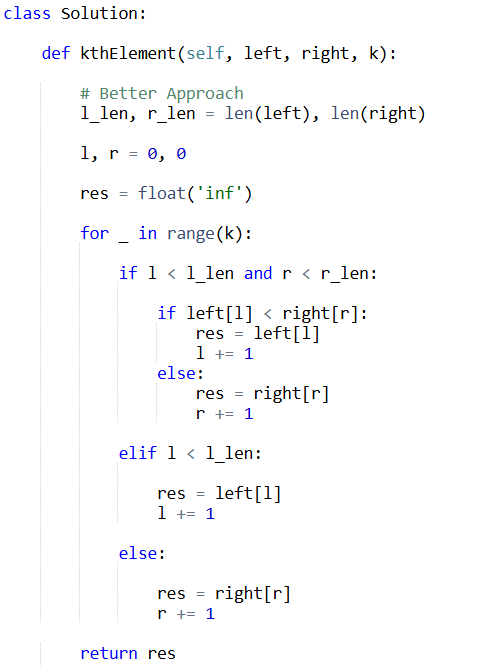 class Solution:
def kthElement(self, left, right, k):
# Better Approach
l_len, r_len = len(left), len(right)
l, r = 0, 0
res = float('inf')
for _ in range(k):
if l < l_len and r < r_len:
if left[l] < right[r]:
res = left[l]
l += 1
else:
res = right[r]
r += 1
elif l < l_len:
res = left[l]
l += 1
else:
res = right[r]
r += 1
return res